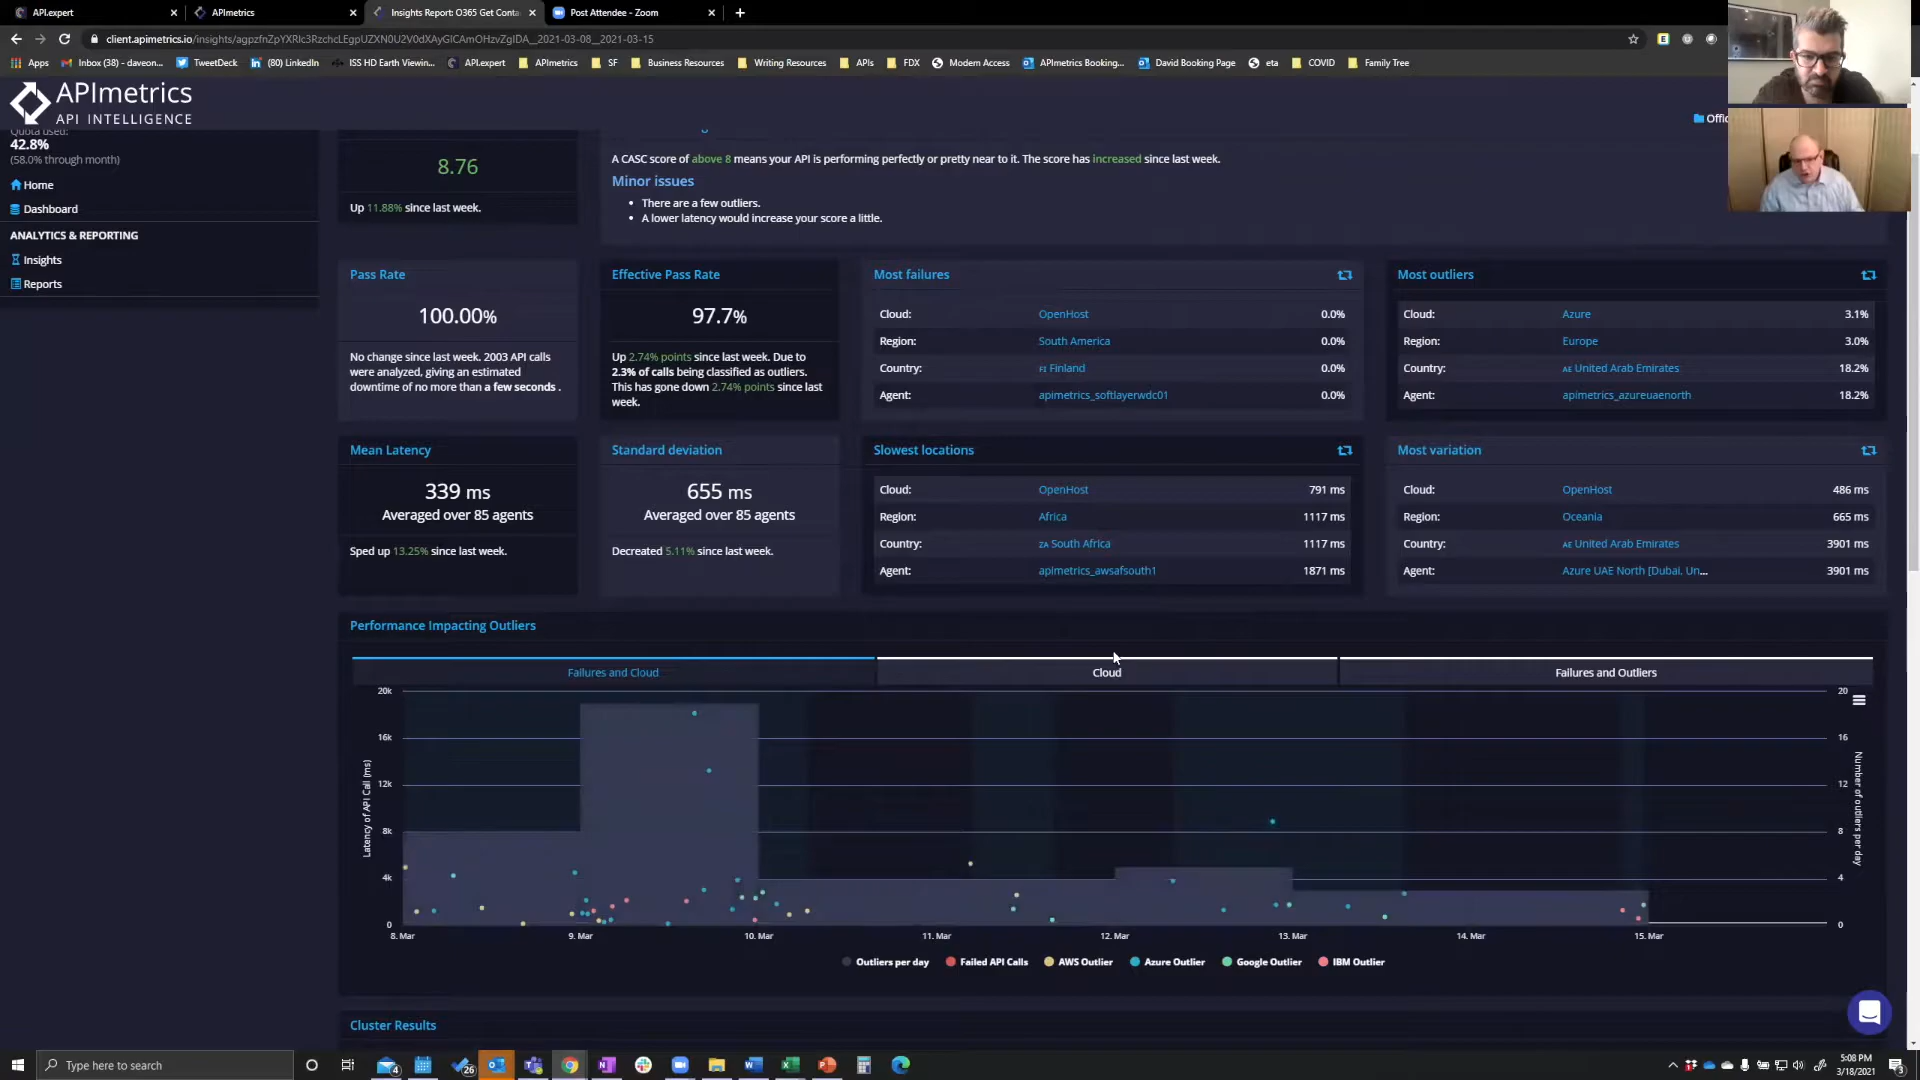 API.expert
APImetrics
Insights Report: O365 Get Conta
Post Attendee - Zoom
client.apimetrics.io/insights/agpzfnZpYXRlc3RzchcLEgpUZXN0U2V0dXAyGICAmOHzvZgIDA__2021-03-08__2021-03-15
Apps
Inbox (38) - daveon...
TweetDeck
(80) LinkedIn
ISS HD Earth Viewin...
API.expert
APImetrics
SF
Business Resources
Writing Resources
APIs
FDX
Modern Access
APImetrics Booking...
David Booking Page
eta
COVID
Family Tree
APImetrics
API INTELLIGENCE
Offic
Quota used:
42.8%
(58.0% through month)
Home
Dashboard
ANALYTICS & REPORTING
Insights
Reports
8.76
Up 11.88% since last week.
A CASC score of above 8 means your API is performing perfectly or pretty near to it. The score has increased since last week.
Minor issues
• There are a few outliers.
• A lower latency would increase your score a little.
Pass Rate
100.00%
No change since last week. 2003 API calls
were analyzed, giving an estimated
downtime of no more than a few seconds .
Effective Pass Rate
97.7%
Up 2.74% points since last week. Due to
2.3% of calls being classified as outliers.
This has gone down 2.74% points since last
week.
Most failures
Cloud: OpenHost 0.0%
Region: South America 0.0%
Country: FI Finland 0.0%
Agent: apimetrics_softlayerwdc01 0.0%
Most outliers
Cloud: Azure 3.1%
Region: Europe 3.0%
Country: AE United Arab Emirates 18.2%
Agent: apimetrics_azureuaenorth 18.2%
Mean Latency
339 ms
Averaged over 85 agents
Sped up 13.25% since last week.
Standard deviation
655 ms
Averaged over 85 agents
Decreased 5.11% since last week.
Slowest locations
Cloud: OpenHost 791 ms
Region: Africa 1117 ms
Country: ZA South Africa 1117 ms
Agent: apimetrics_awsafsouth1 1871 ms
Most variation
Cloud: OpenHost 486 ms
Region: Oceania 665 ms
Country: AE United Arab Emirates 3901 ms
Agent: Azure UAE North [Dubai, Un... 3901 ms
Performance Impacting Outliers
Failures and Cloud
Cloud
Failures and Outliers
20k
16k
12k
8k
4k
0
Latency of API Call (ms)
20
16
12
8
4
0
Number of outliers per day
8. Mar
9. Mar
10. Mar
11. Mar
12. Mar
13. Mar
14. Mar
15. Mar
Outliers per day
Failed API Calls
AWS Outlier
Azure Outlier
Google Outlier
IBM Outlier
Cluster Results
Type here to search
4
26
5:08 PM
3/18/2021
3